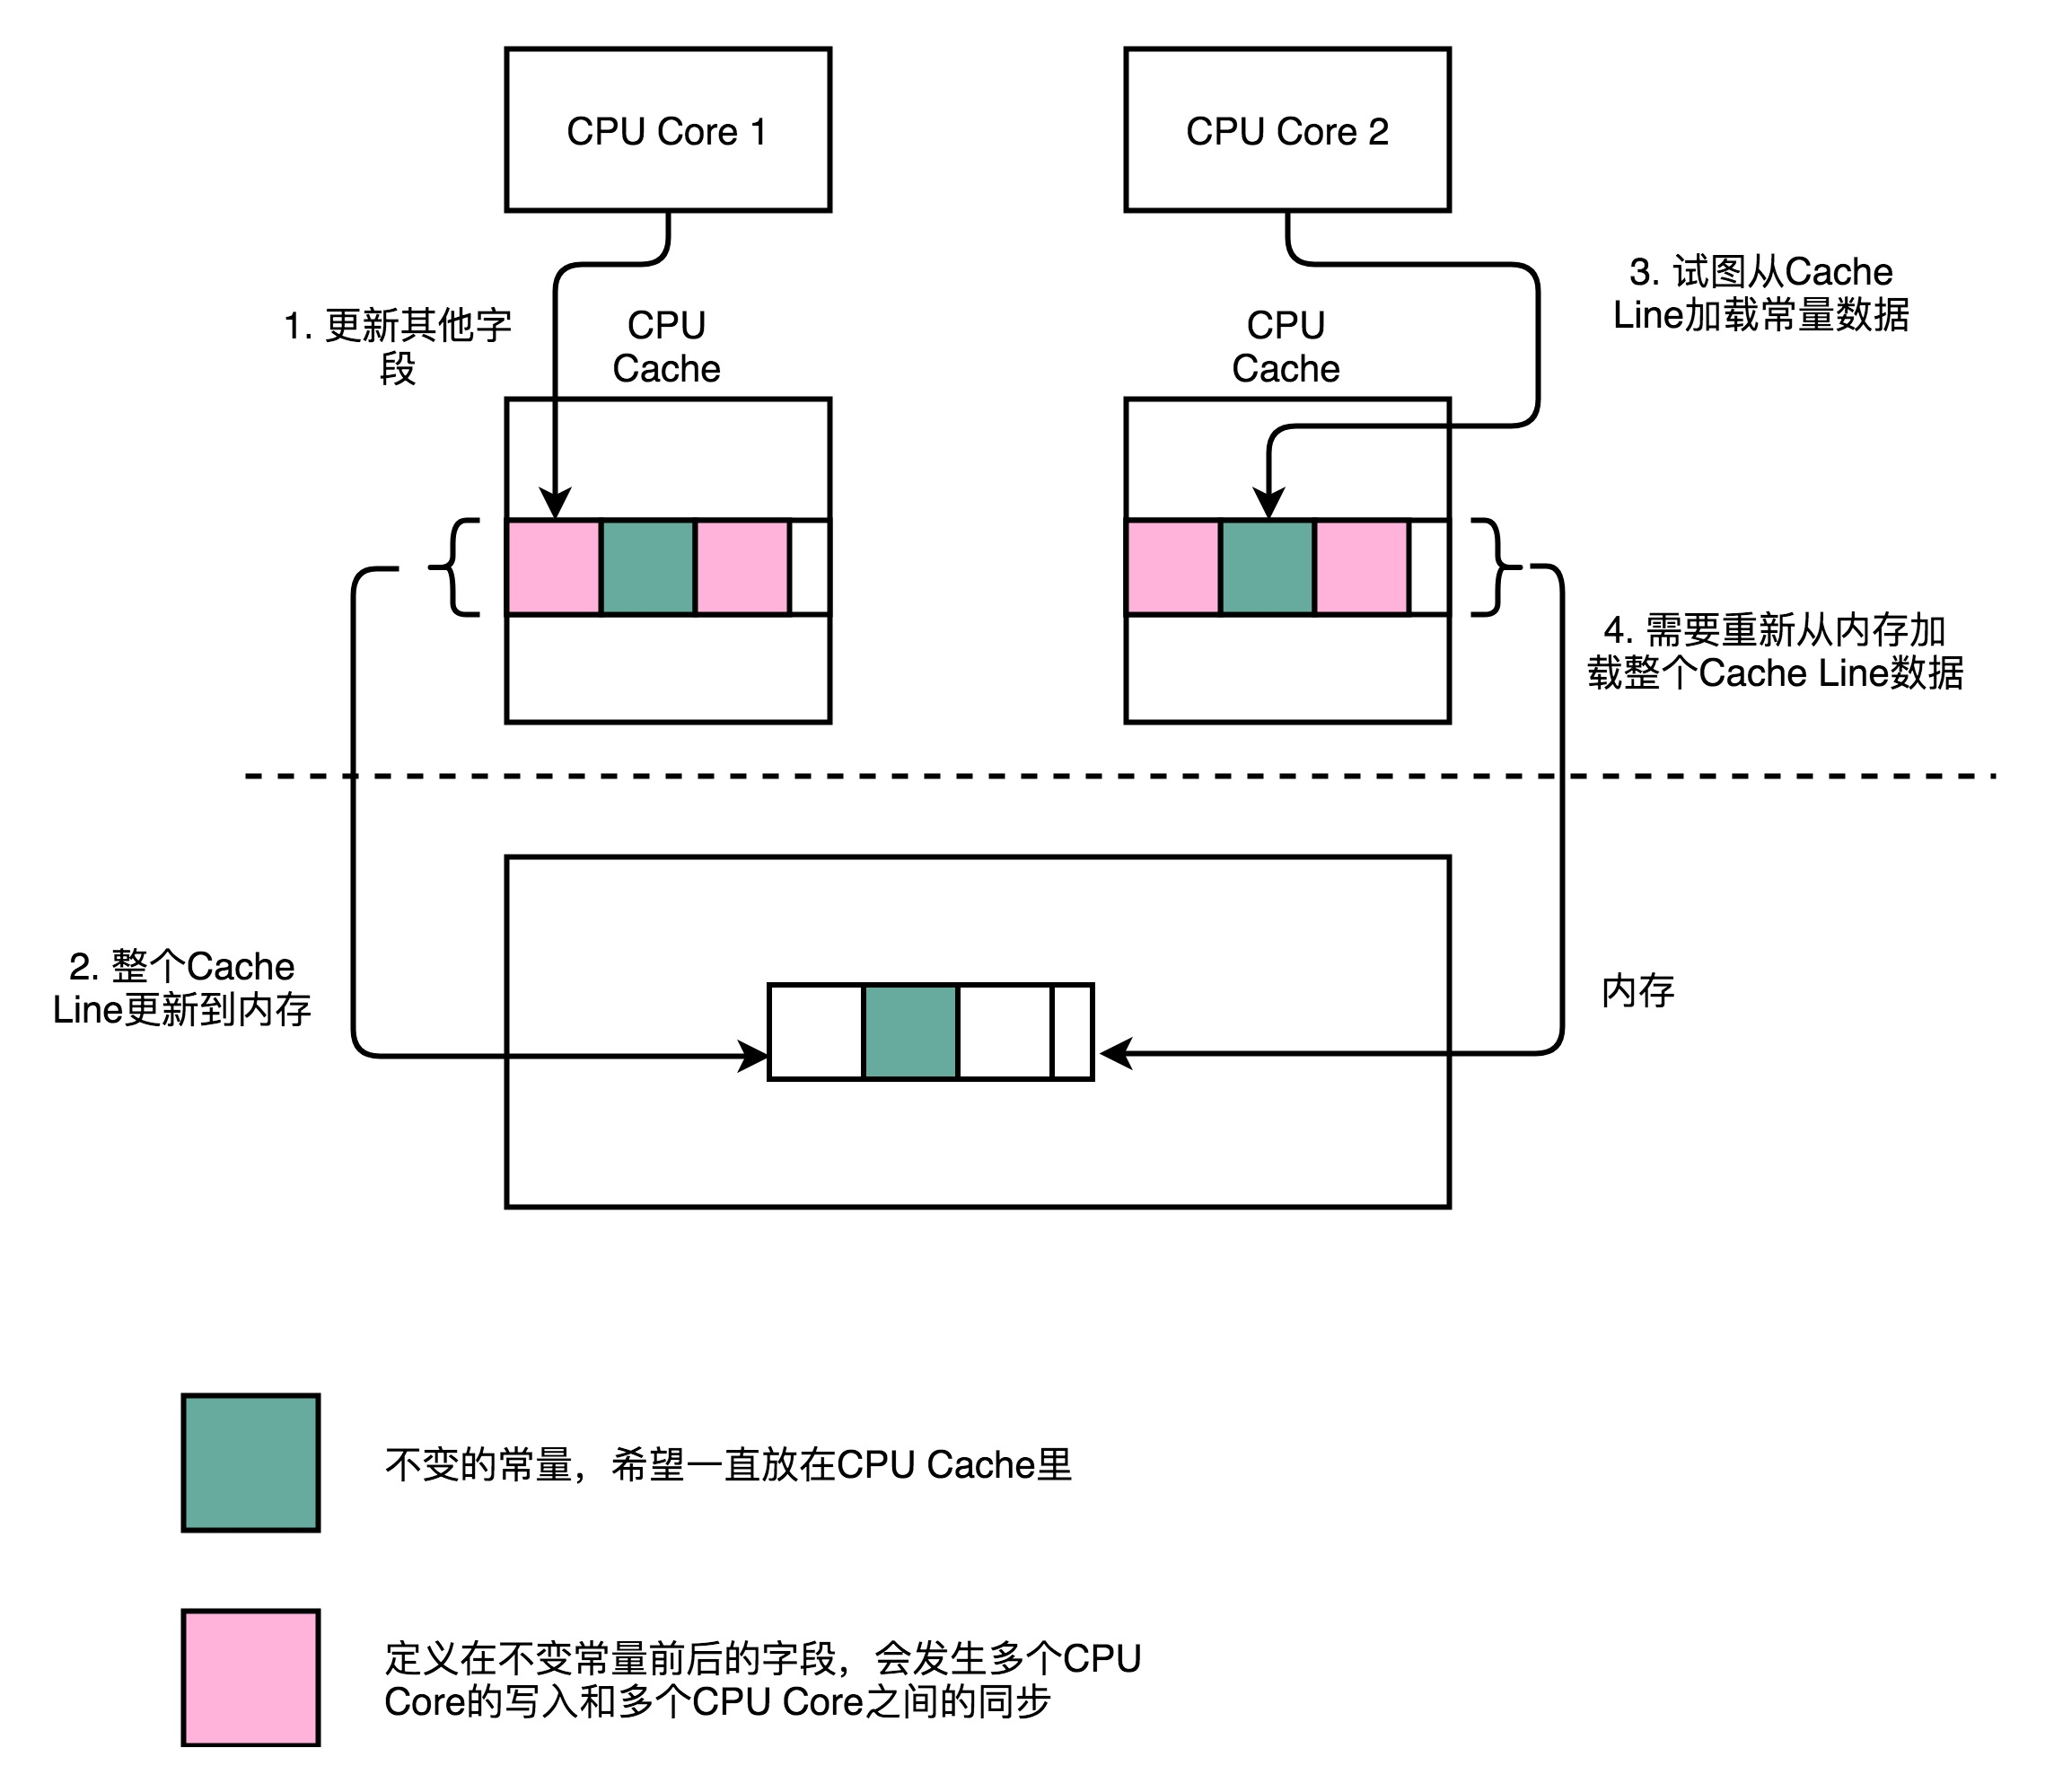 CPU Core 1
CPU Core 2
3. 试图从Cache
Line加载常量数据
1. 更新其他字
段
CPU
Cache
CPU
Cache
4. 需要重新从内存加
载整个Cache Line数据
2. 整个Cache
Line更新到内存
内存
不变的常量，希望一直放在CPU Cache里
定义在不变常量前后的字段，会发生多个CPU
Core的写入和多个CPU Core之间的同步